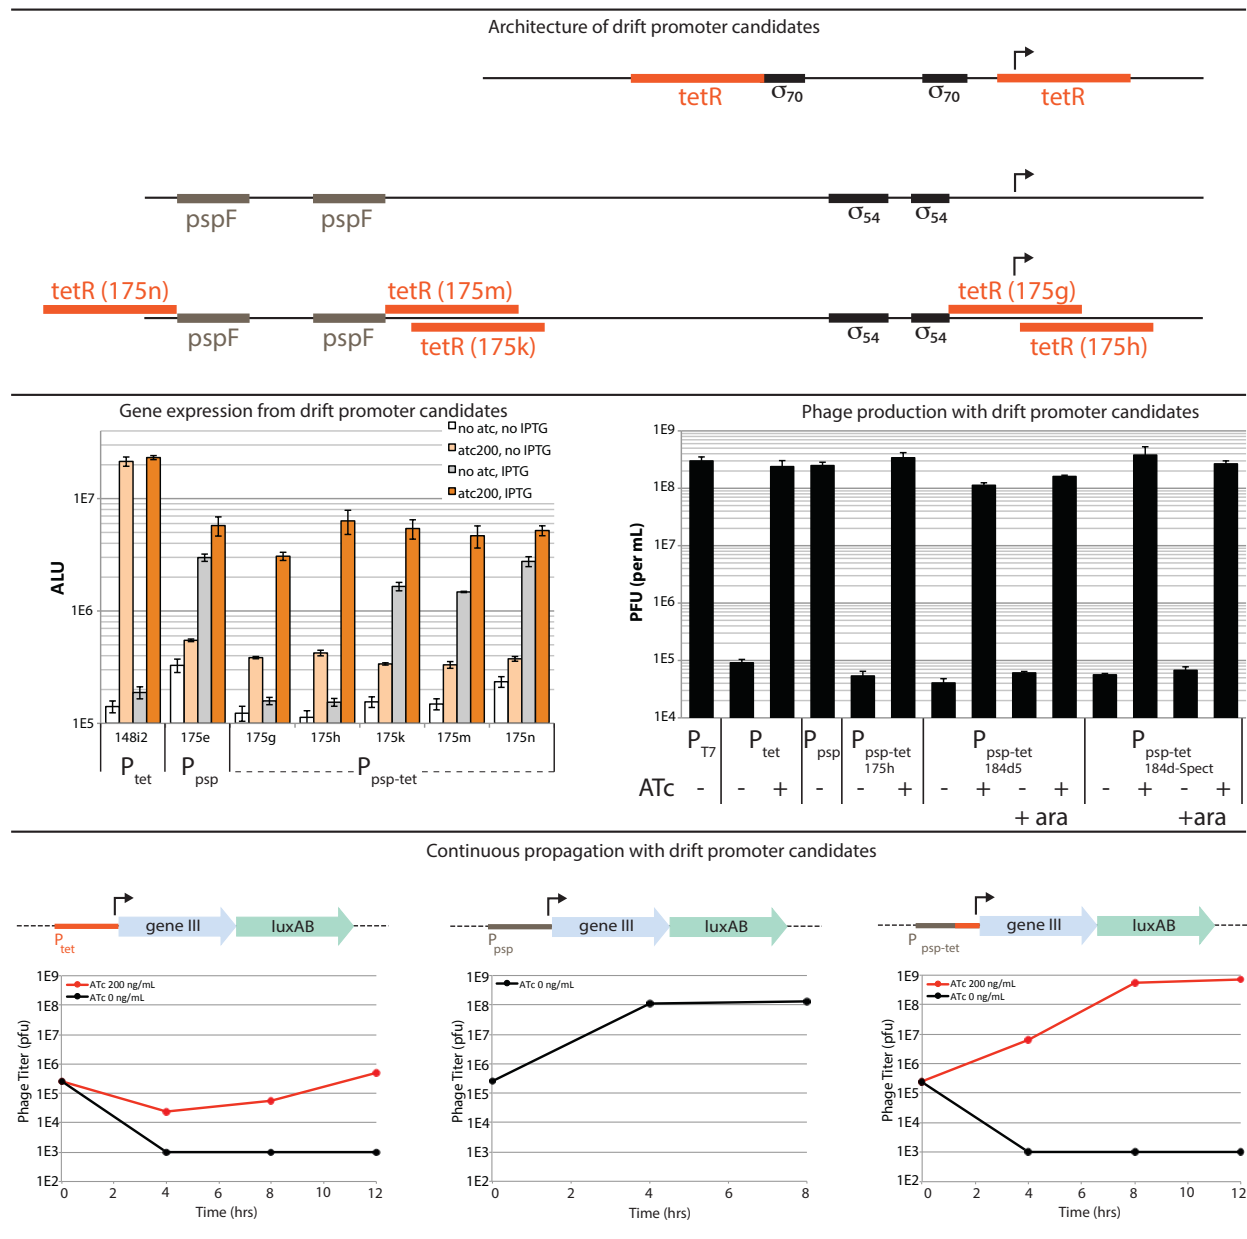 Architecture of drift promoter candidates
tetR
σ70
σ70
tetR
pspF
pspF
σ54
σ54
tetR (175n)
tetR (175m)
tetR (175g)
pspF
pspF
tetR (175k)
σ54
σ54
tetR (175h)
Gene expression from drift promoter candidates
no atc, no IPTG
atc200, no IPTG
no atc, IPTG
atc200, IPTG
ALU
1E7
1E6
1E5
148i2 175e 175g 175h 175k 175m 175n
Ptet Ppsp Ppsp-tet
Phage production with drift promoter candidates
PFU (per mL)
1E9
1E8
1E7
1E6
1E5
1E4
PT7 Ptet Ppsp Ppsp-tet Ppsp-tet Ppsp-tet
175h 184d5 184d-Spect
ATc - - + - - + - + - + - + - +
+ ara +ara
Continuous propagation with drift promoter candidates
gene III luxAB
Ptet
Phage Titer (pfu)
1E9
1E8
1E7
1E6
1E5
1E4
1E3
1E2
ATc 200 ng/mL
ATc 0 ng/mL
0 2 4 6 8 10 12
Time (hrs)
gene III luxAB
Ppsp
Phage Titer (pfu)
1E9
1E8
1E7
1E6
1E5
1E4
1E3
1E2
ATc 0 ng/mL
0 2 4 6 8
Time (hrs)
gene III luxAB
Ppsp-tet
Phage Titer (pfu)
1E9
1E8
1E7
1E6
1E5
1E4
1E3
1E2
ATc 200 ng/mL
ATc 0 ng/mL
0 2 4 6 8 10 12
Time (hrs)